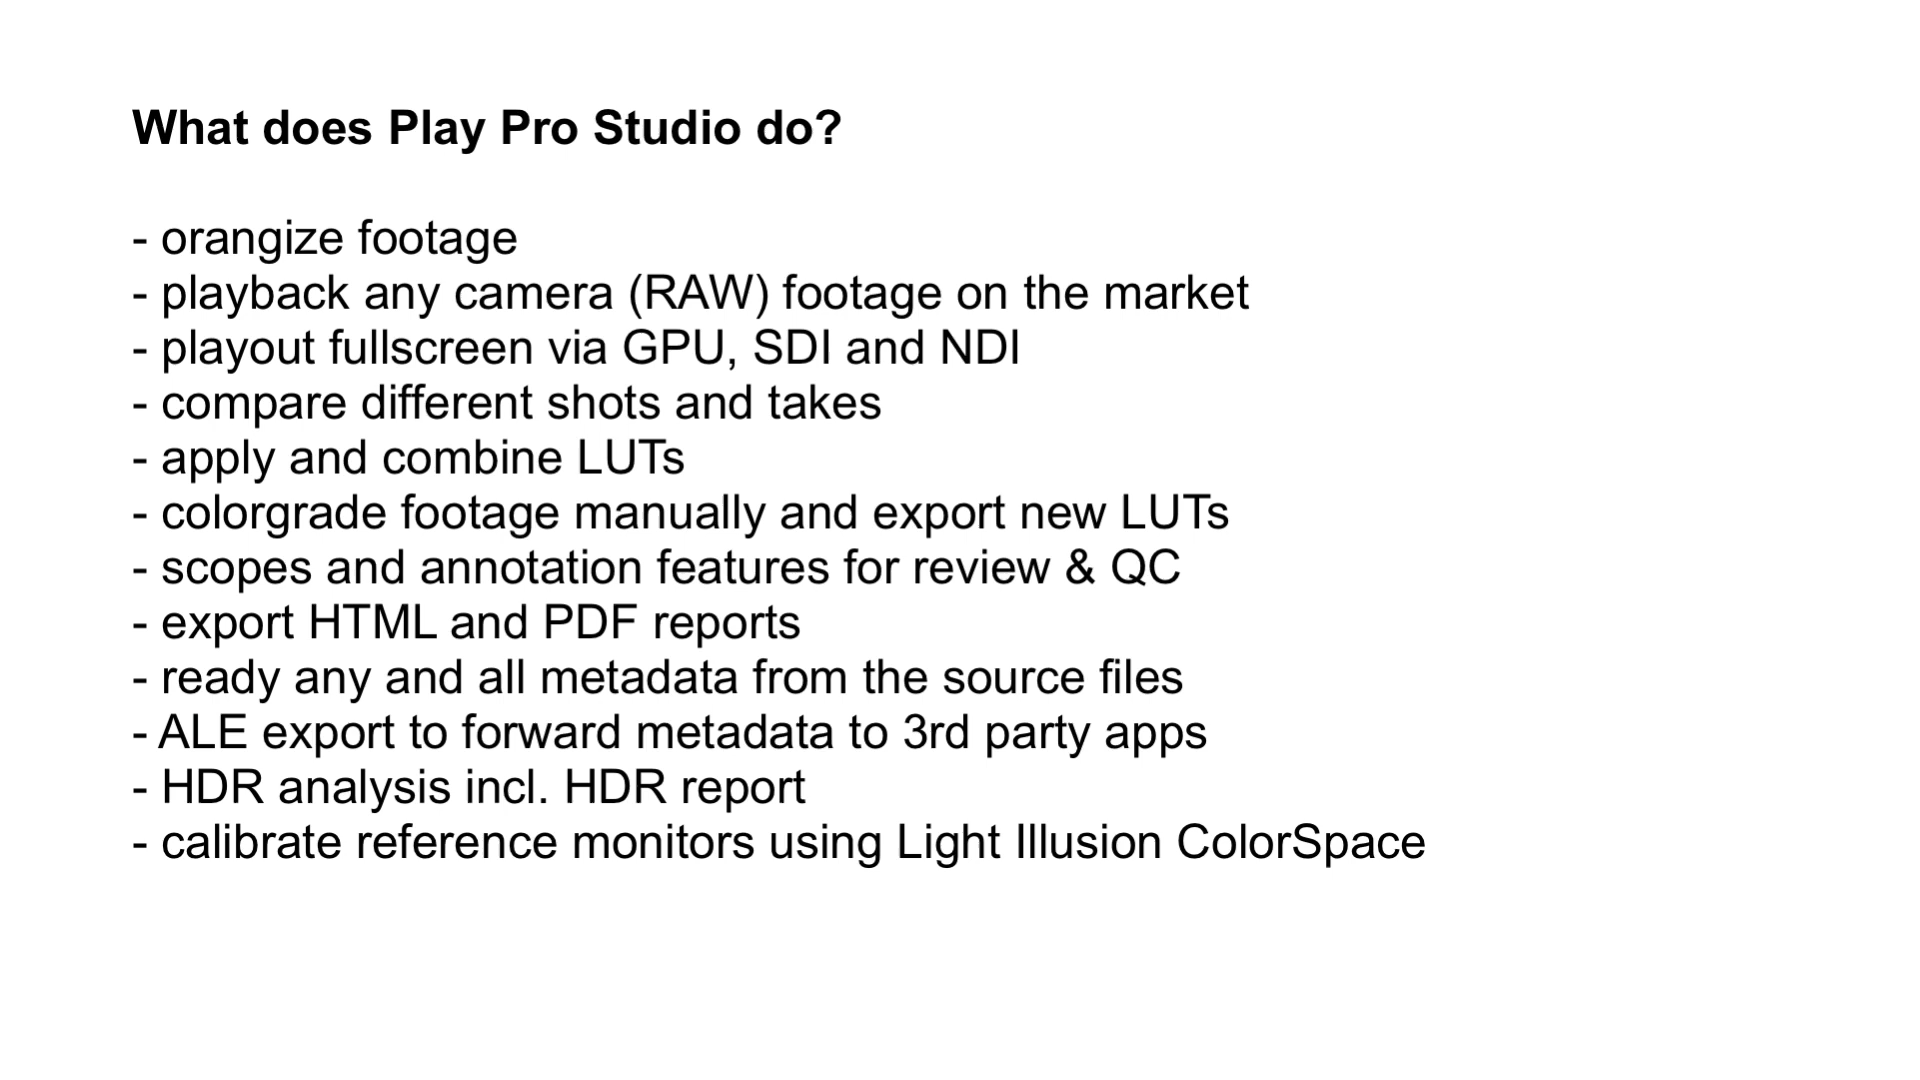 What does Play Pro Studio do?
- orangize footage
- playback any camera (RAW) footage on the market
- playout fullscreen via GPU, SDI and NDI
- compare different shots and takes
- apply and combine LUTs
- colorgrade footage manually and export new LUTs
- scopes and annotation features for review & QC
- export HTML and PDF reports
- ready any and all metadata from the source files
- ALE export to forward metadata to 3rd party apps
- HDR analysis incl. HDR report
- calibrate reference monitors using Light Illusion ColorSpace